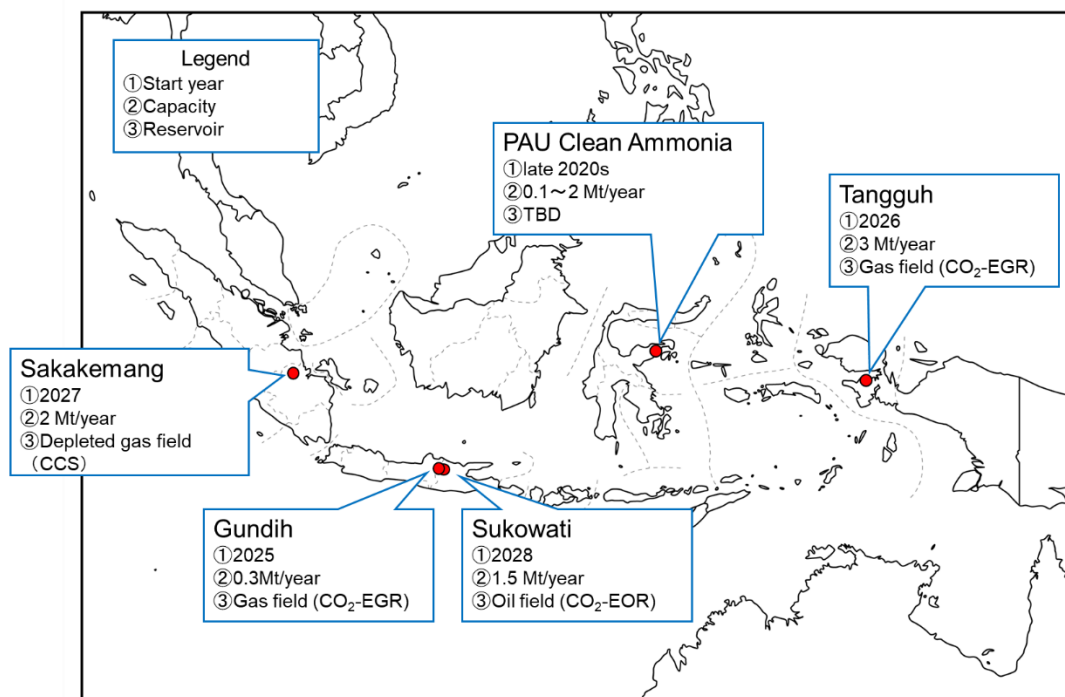 Legend
①Start year
②Capacity
③Reservoir
PAU Clean Ammonia
①late 2020s
②0.1～2 Mt/year
③TBD
Tangguh
①2026
②3 Mt/year
③Gas field (CO₂-EGR)
Sakakemang
①2027
②2 Mt/year
③Depleted gas field
（CCS）
Gundih
①2025
②0.3Mt/year
③Gas field (CO₂-EGR)
Sukowati
①2028
②1.5 Mt/year
③Oil field (CO₂-EOR)